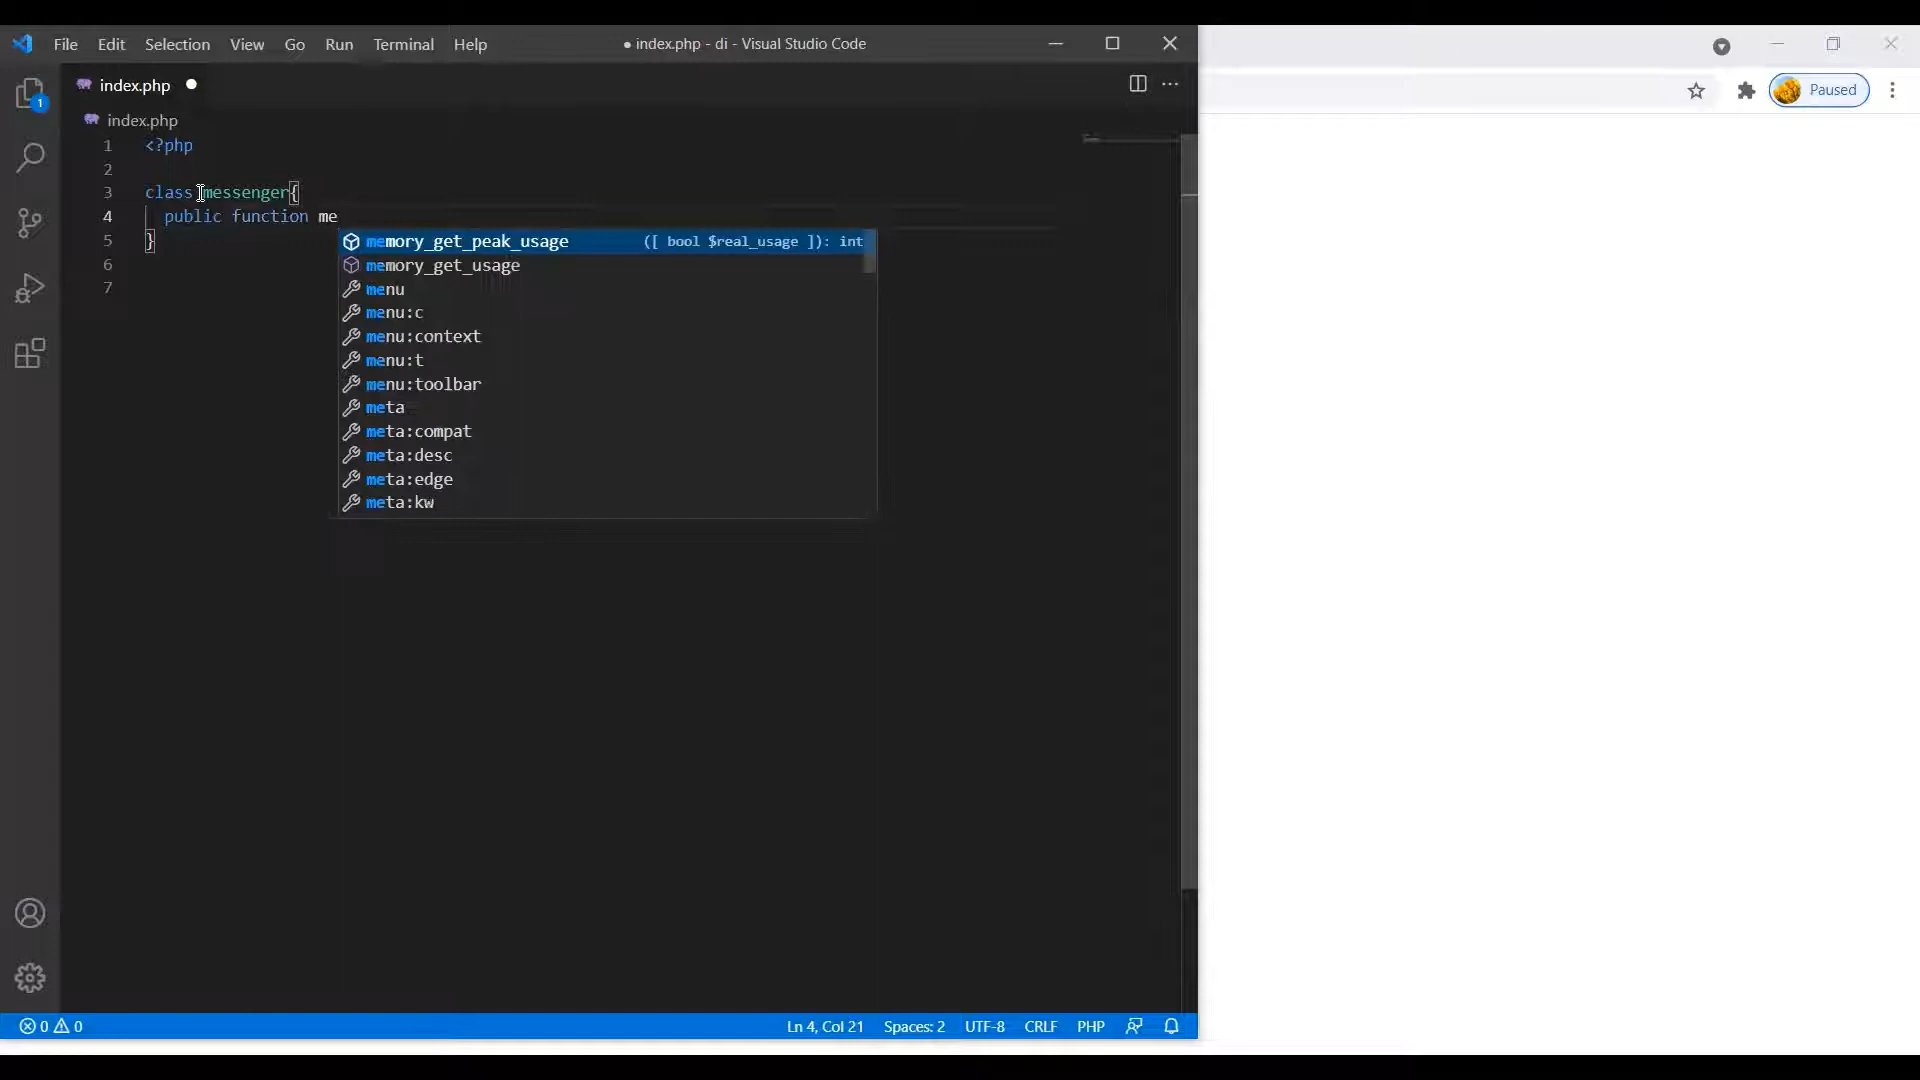 File Edit Selection View Go Run Terminal Help
● index.php - di - Visual Studio Code
Paused
index.php
index.php
1 <?php
2
3 class messenger{
4 public function me
5 }
6
7
memory_get_peak_usage ([ bool $real_usage ]): int
memory_get_usage
menu
menu:c
menu:context
menu:t
menu:toolbar
meta
meta:compat
meta:desc
meta:edge
meta:kw
1
0 0
Ln 4, Col 21 Spaces: 2 UTF-8 CRLF PHP